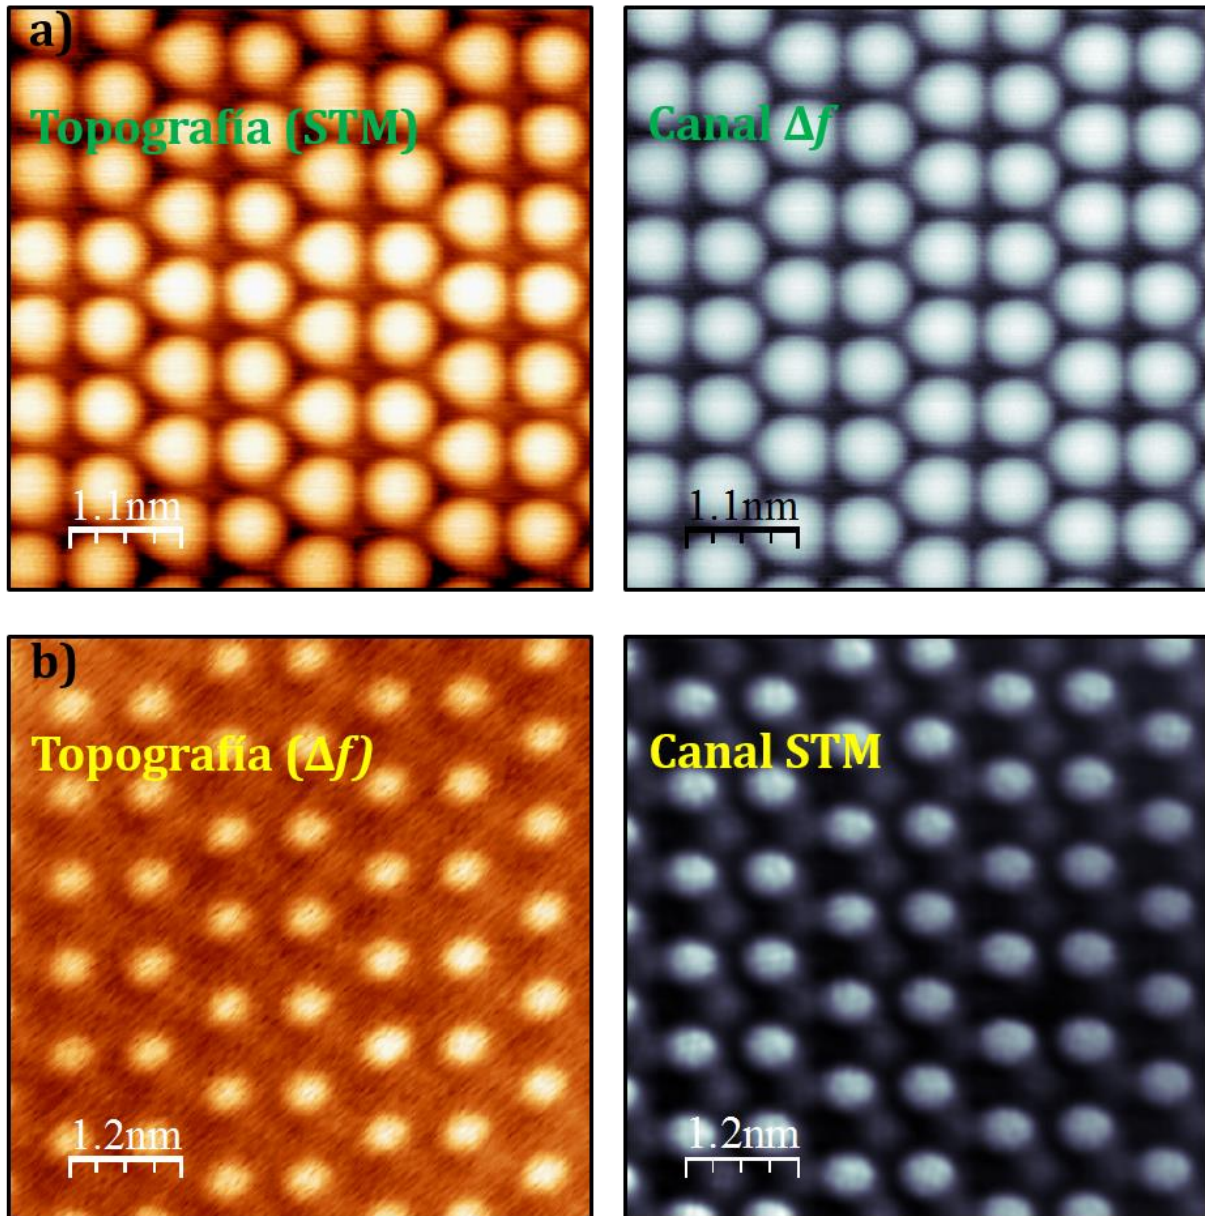 a)
Topografía (STM)
Canal Δf
1.1nm
1.1nm
b)
Topografía (Δf)
Canal STM
1.2nm
1.2nm